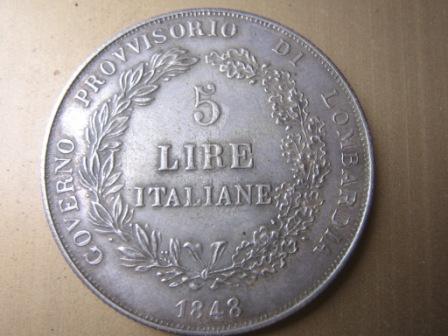 GOVERNO PROVVISORIO DI LOMBARDIA
5
LIRE
ITALIANE
1848